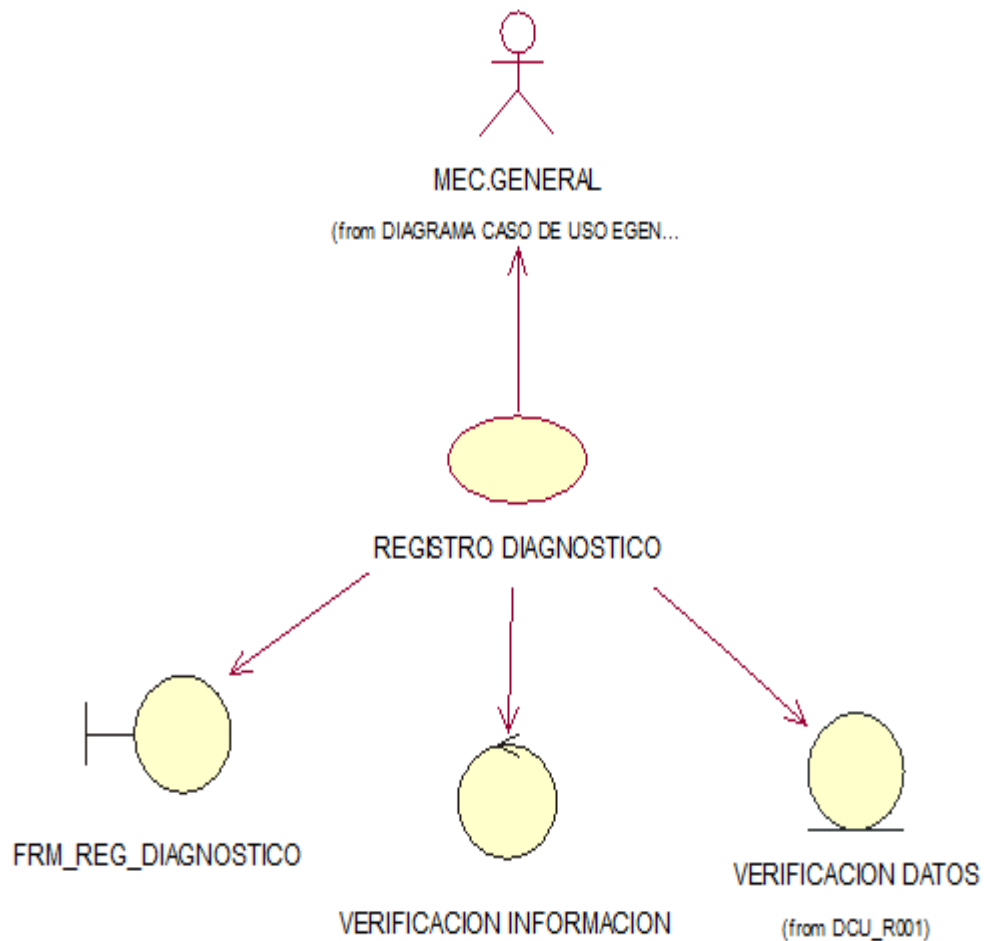 MEC.GENERAL
(from DIAGRAMA CASO DE USO EGEN...
REGISTRO DIAGNOSTICO
FRM_REG_DIAGNOSTICO
VERIFICACION INFORMACION
VERIFICACION DATOS
(from DCU_R001)